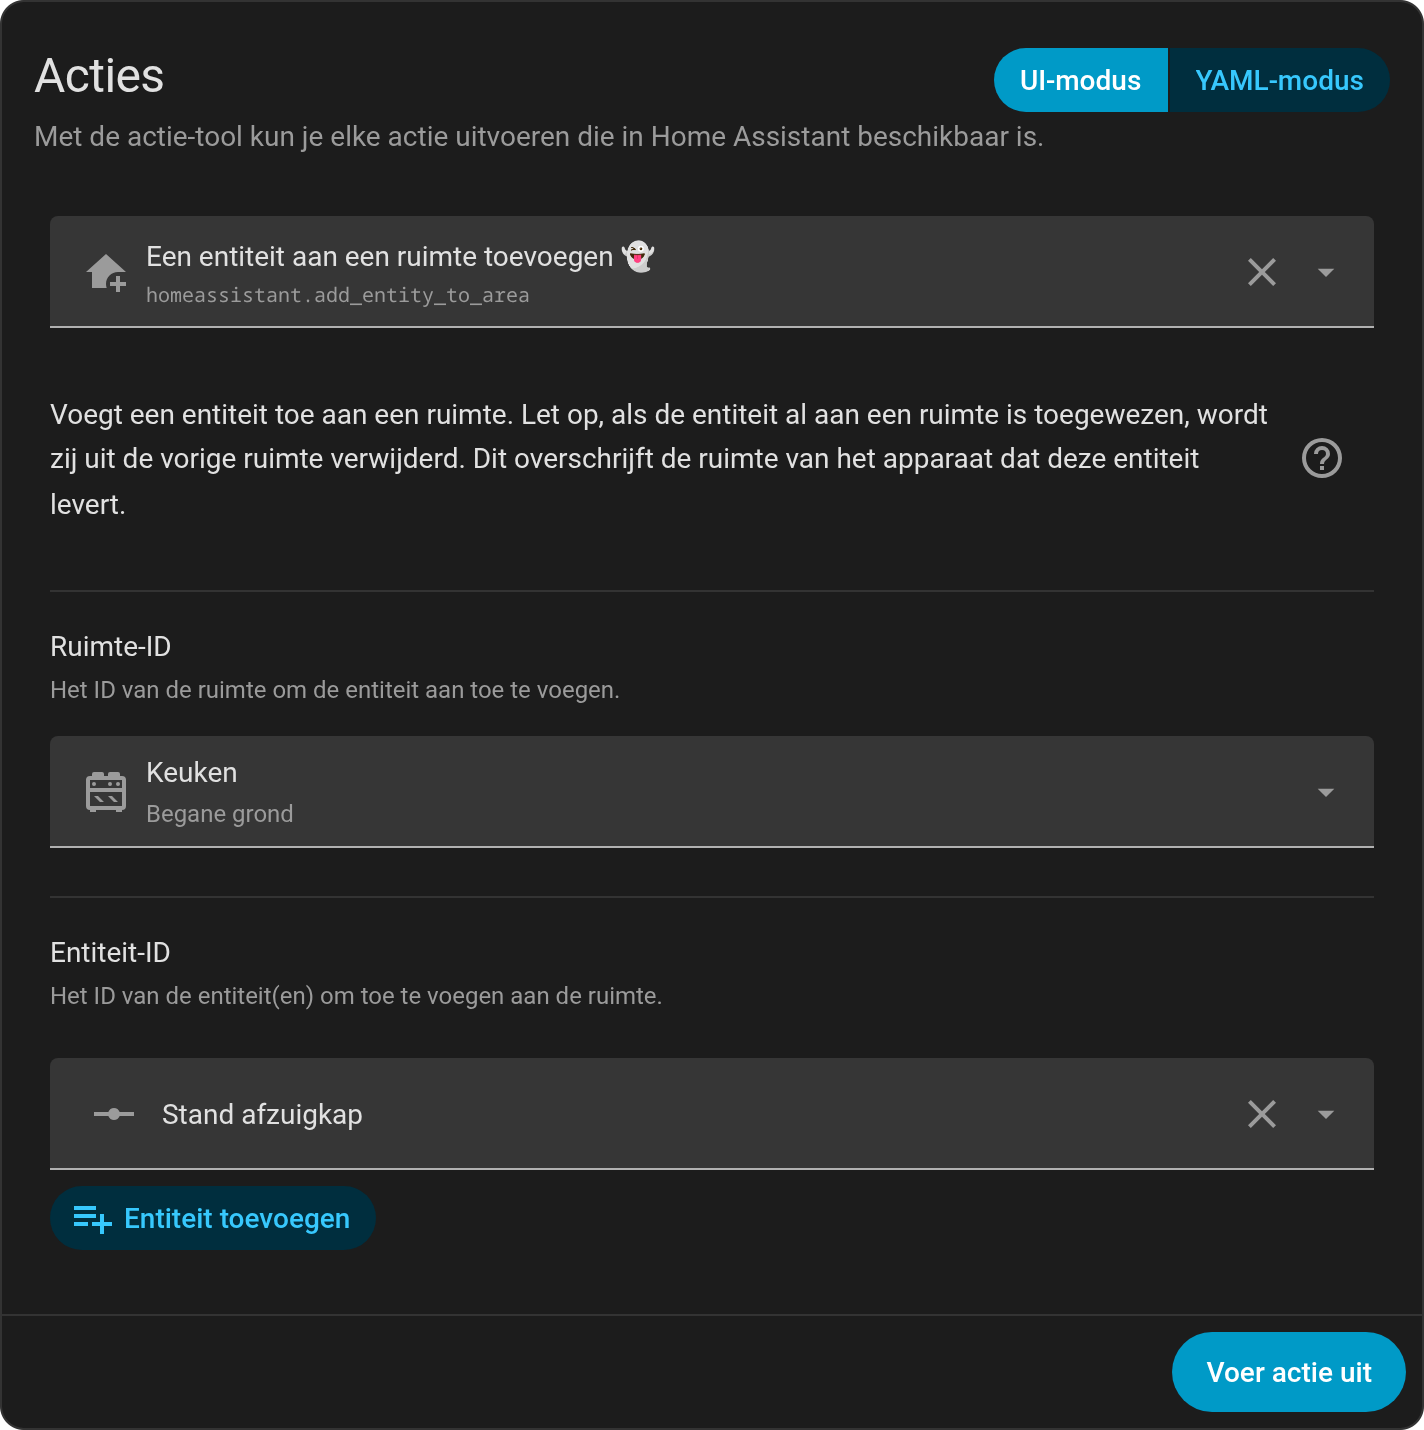 Acties
UI-modus
YAML-modus
Met de actie-tool kun je elke actie uitvoeren die in Home Assistant beschikbaar is.
Een entiteit aan een ruimte toevoegen 👻
homeassistant.add_entity_to_area
Voegt een entiteit toe aan een ruimte. Let op, als de entiteit al aan een ruimte is toegewezen, wordt
zij uit de vorige ruimte verwijderd. Dit overschrijft de ruimte van het apparaat dat deze entiteit
levert.
Ruimte-ID
Het ID van de ruimte om de entiteit aan toe te voegen.
Keuken
Begane grond
Entiteit-ID
Het ID van de entiteit(en) om toe te voegen aan de ruimte.
Stand afzuigkap
Entiteit toevoegen
Voer actie uit